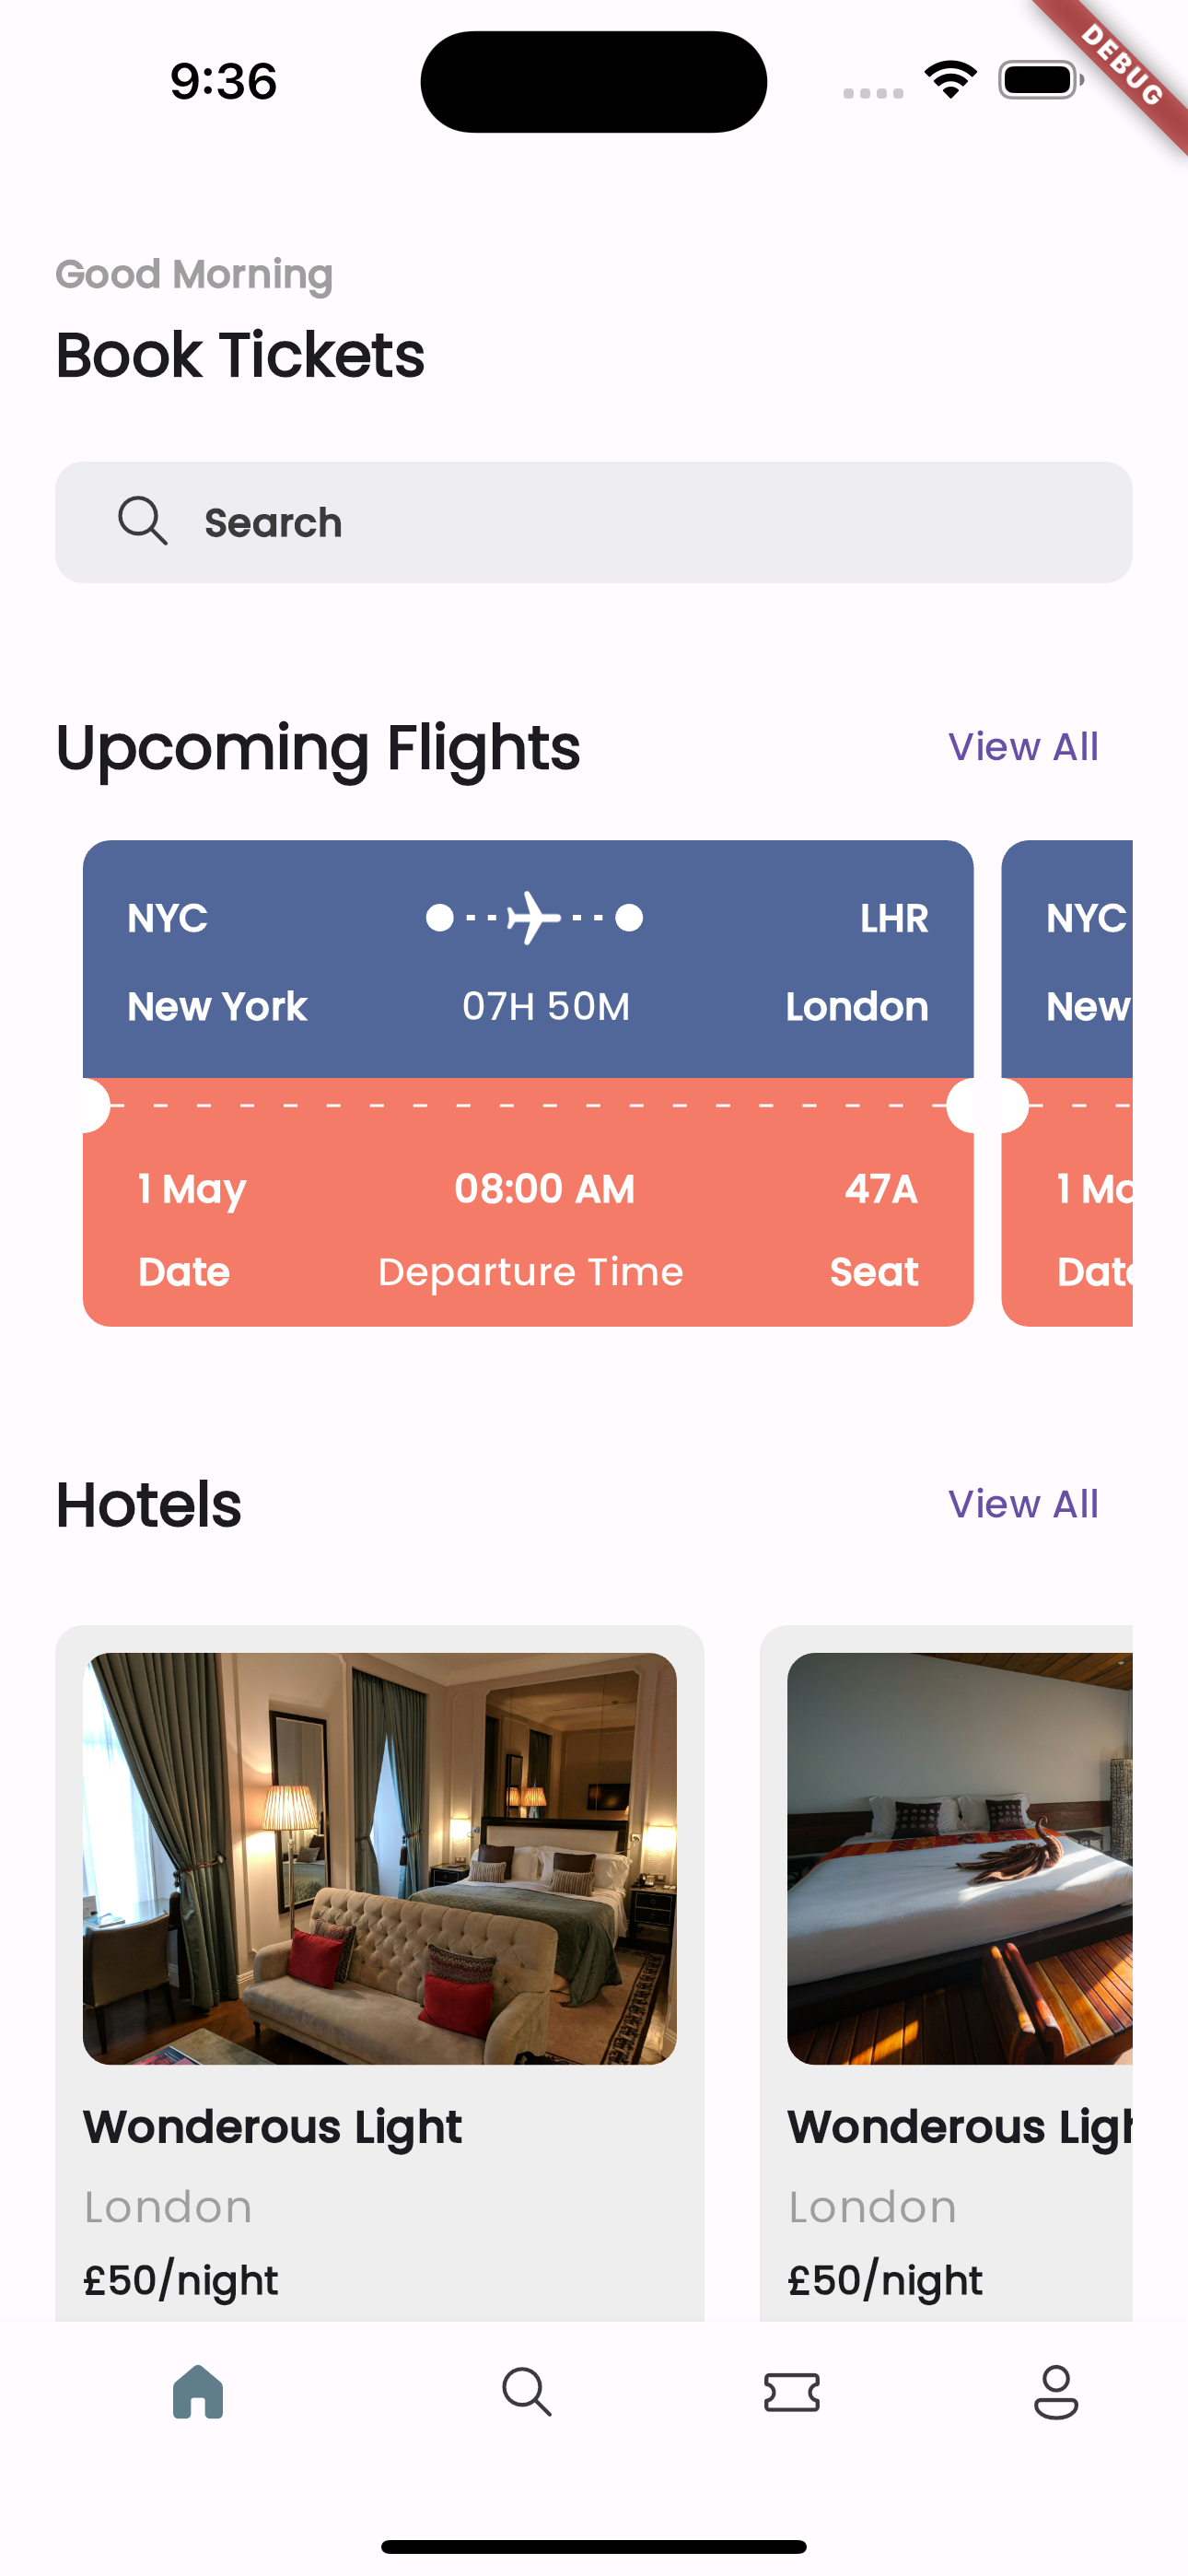 9:36
DEBUG
Good Morning
Book Tickets
Search
Upcoming Flights View All
NYC LHR NYC
New York 07H 50M London New
1 May 08:00 AM 47A 1 Ma
Date Departure Time Seat Date
Hotels View All
Wonderous Light Wonderous Ligh
London London
£50/night £50/night